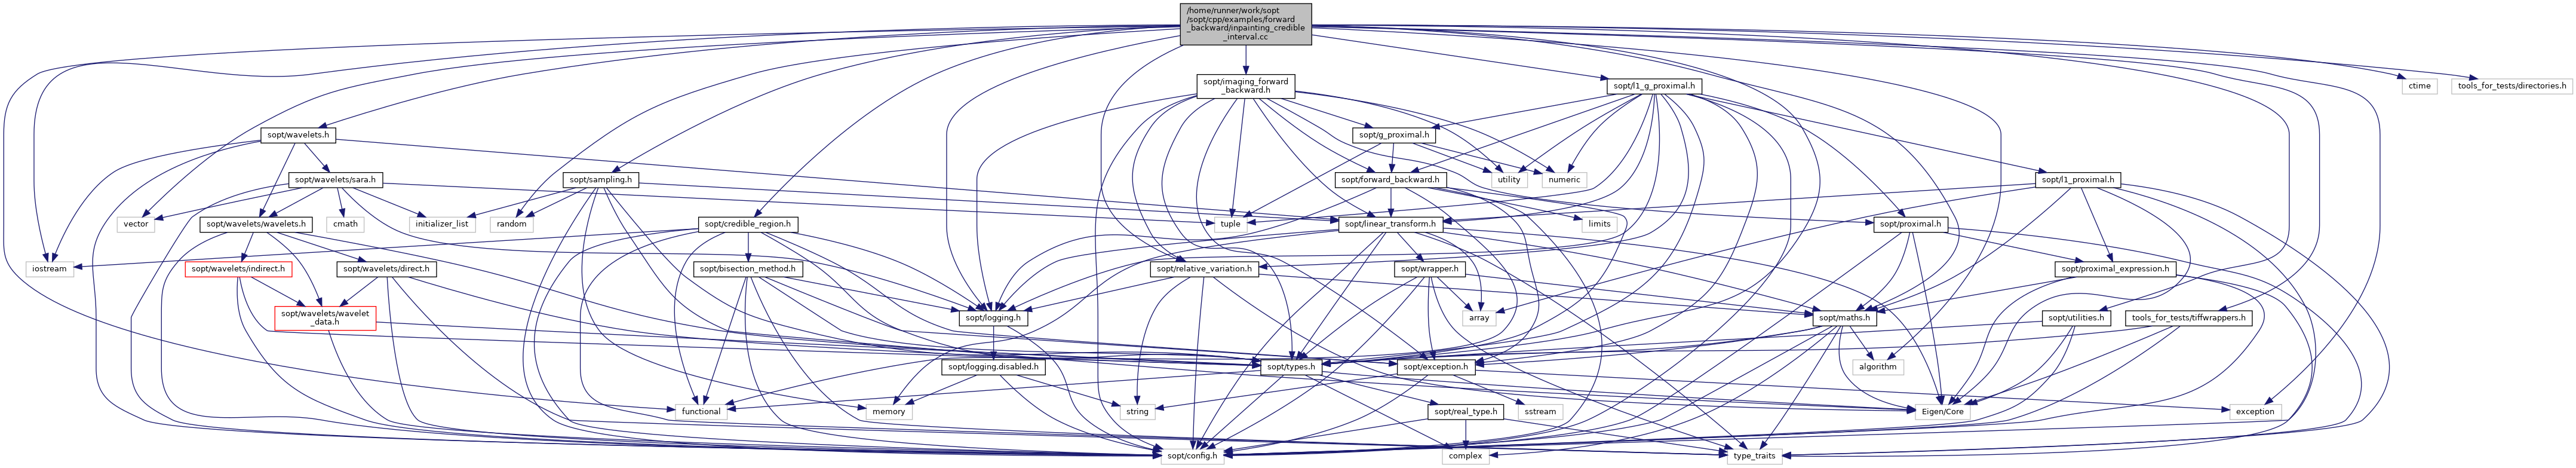 /home/runner/work/sopt
/sopt/cpp/examples/forward
_backward/inpainting_credible
_interval.cc
sopt/imaging_forward
_backward.h
sopt/l1_g_proximal.h
ctime
tools_for_tests/directories.h
sopt/wavelets.h
sopt/g_proximal.h
sopt/wavelets/sara.h
sopt/sampling.h
sopt/forward_backward.h
utility
numeric
sopt/l1_proximal.h
vector
sopt/wavelets/wavelets.h
cmath
initializer_list
random
sopt/credible_region.h
tuple
sopt/linear_transform.h
limits
sopt/proximal.h
iostream
sopt/wavelets/indirect.h
sopt/wavelets/direct.h
sopt/bisection_method.h
sopt/relative_variation.h
sopt/wrapper.h
sopt/proximal_expression.h
sopt/wavelets/wavelet
_data.h
sopt/logging.h
array
sopt/maths.h
sopt/utilities.h
tools_for_tests/tiffwrappers.h
sopt/logging.disabled.h
sopt/types.h
sopt/exception.h
algorithm
functional
memory
string
sopt/real_type.h
sstream
Eigen/Core
exception
sopt/config.h
complex
type_traits